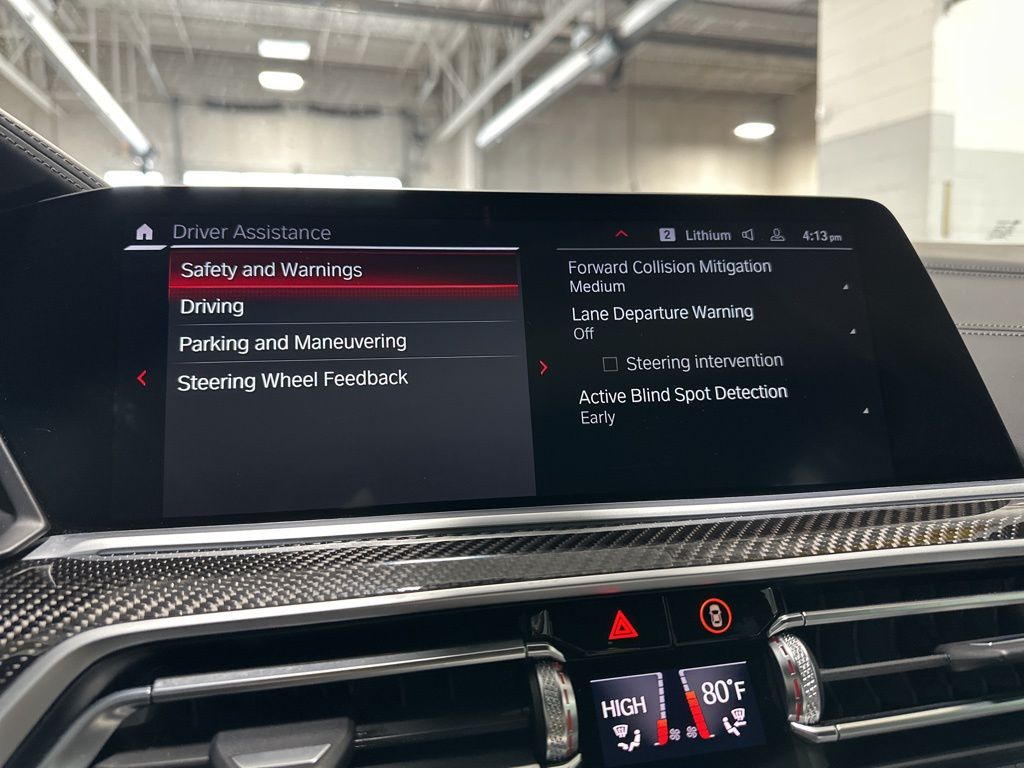 Driver Assistance
2 Lithium 4:13 pm
Safety and Warnings
Driving
Parking and Maneuvering
Steering Wheel Feedback
Forward Collision Mitigation
Medium
Lane Departure Warning
Off
Steering intervention
Active Blind Spot Detection
Early
HIGH
80°F